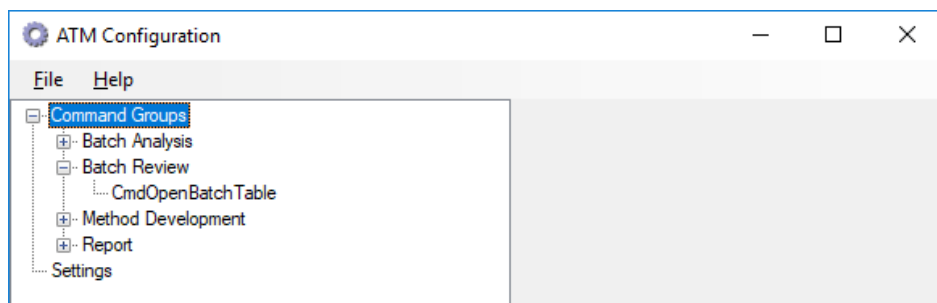 ATM Configuration
File Help
Command Groups
Batch Analysis
Batch Review
CmdOpenBatchTable
Method Development
Report
Settings